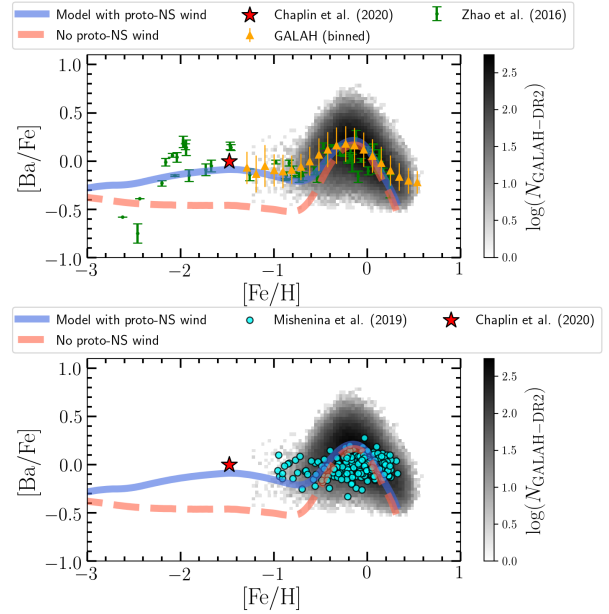 Model with proto-NS wind Chaplin et al. (2020) Zhao et al. (2016)
No proto-NS wind GALAH (binned)
1.0
0.5
0.0
−0.5
−1.0
[Ba/Fe]
−3 −2 −1 0 1
[Fe/H]
2.5
2.0
1.5
1.0
0.5
0.0
log(N_GALAH−DR2)
Model with proto-NS wind Mishenina et al. (2019) Chaplin et al. (2020)
No proto-NS wind
1.0
0.5
0.0
−0.5
−1.0
[Ba/Fe]
−3 −2 −1 0 1
[Fe/H]
2.5
2.0
1.5
1.0
0.5
0.0
log(N_GALAH−DR2)